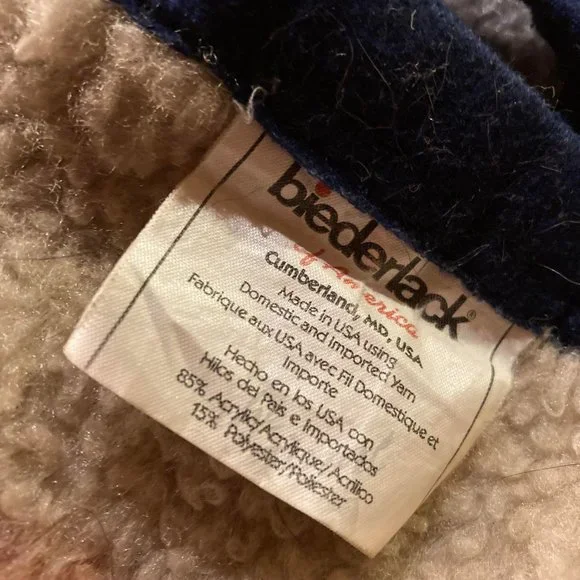 biederlack®
of America
Cumberland, MD, USA
Made in USA using
Domestic and Imported Yarn
Fabrique aux USA avec Fil Domestique et
Importe
Hecho en los USA con
Hilos del Pais e Importados
85% Acrylic/Acrylique/Acrilico
15% Polyester/Poliester